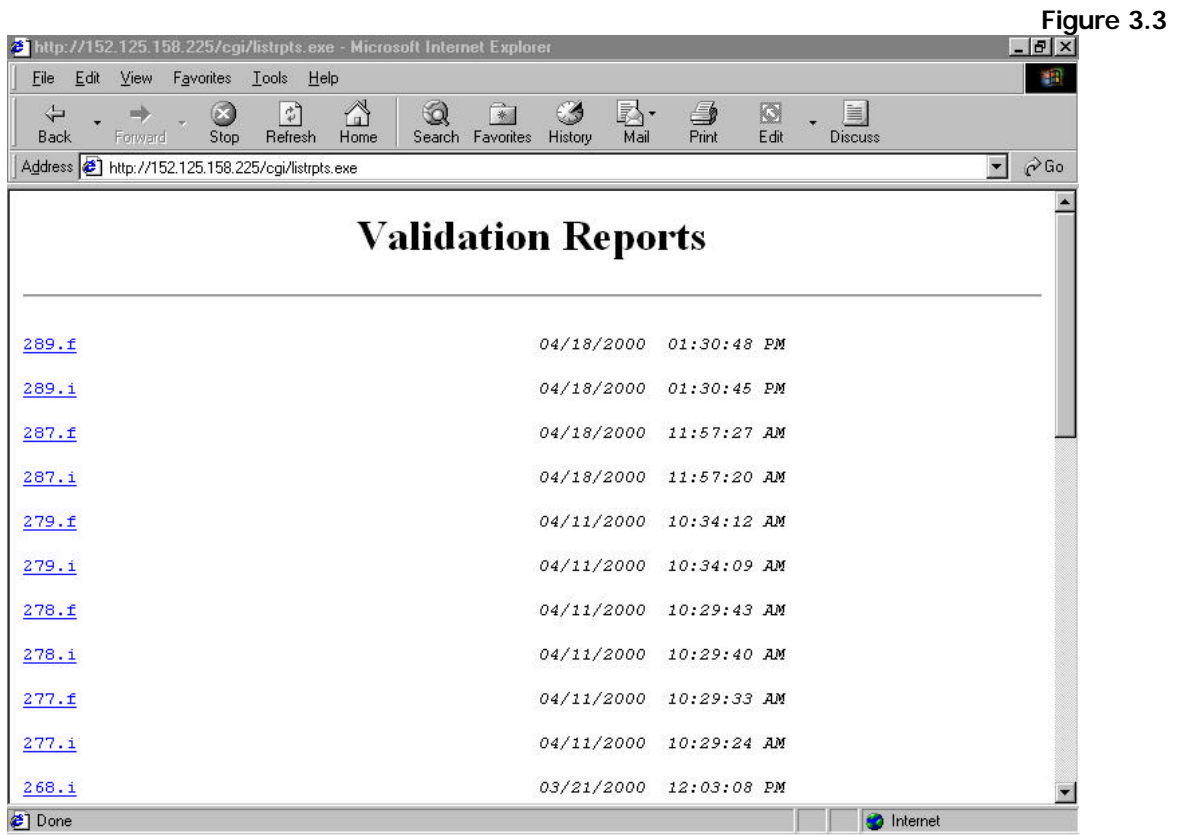 Figure 3.3
http://152.125.158.225/cgi/listrpts.exe - Microsoft Internet Explorer
File Edit View Favorites Tools Help
Back Forward Stop Refresh Home Search Favorites History Mail Print Edit Discuss
Address http://152.125.158.225/cgi/listrpts.exe Go
Validation Reports
289.f 04/18/2000 01:30:48 PM
289.i 04/18/2000 01:30:45 PM
287.f 04/18/2000 11:57:27 AM
287.i 04/18/2000 11:57:20 AM
279.f 04/11/2000 10:34:12 AM
279.i 04/11/2000 10:34:09 AM
278.f 04/11/2000 10:29:43 AM
278.i 04/11/2000 10:29:40 AM
277.f 04/11/2000 10:29:33 AM
277.i 04/11/2000 10:29:24 AM
268.i 03/21/2000 12:03:08 PM
Done Internet